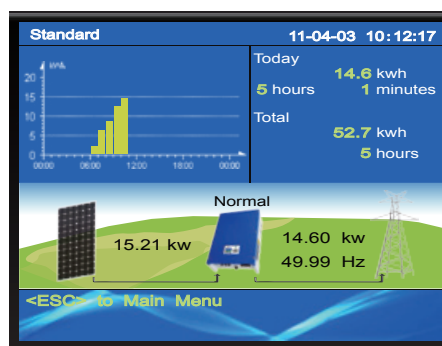 Standard 11-04-03 10:12:17
kWh
20
15
10
5
0
00:00 06:00 12:00 18:00 00:00
Today
14.6 kwh
5 hours 1 minutes
Total
52.7 kwh
5 hours
Normal
15.21 kw
14.60 kw
49.99 Hz
<ESC> to Main Menu